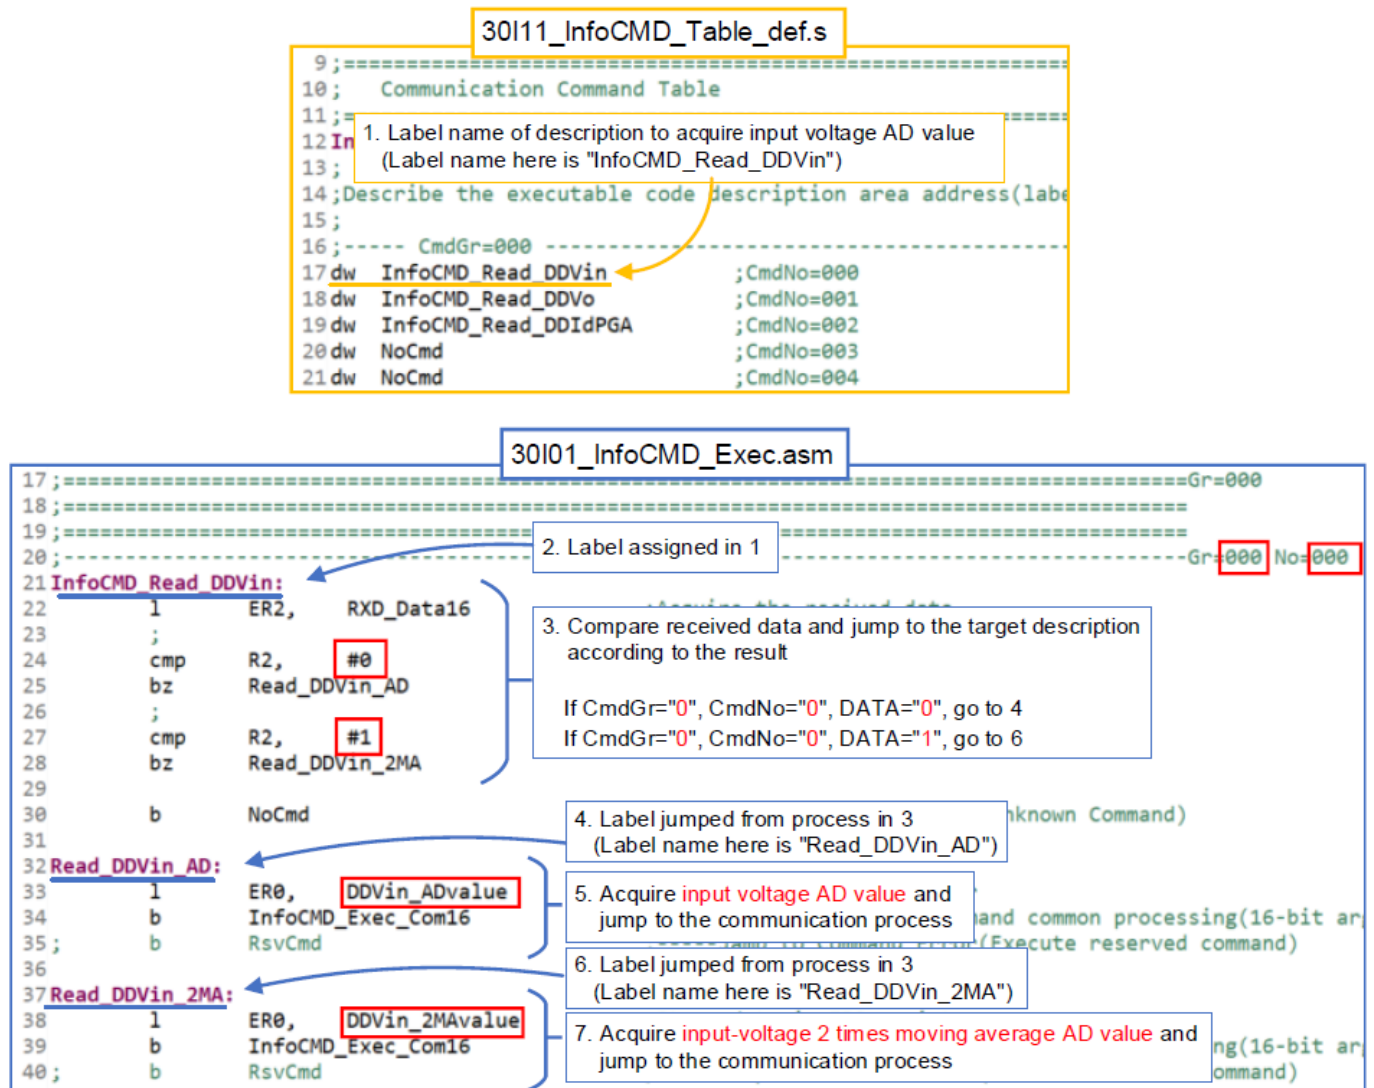 30I11_InfoCMD_Table_def.s
9;==========================================================
10;   Communication Command Table
11;=
1. Label name of description to acquire input voltage AD value
(Label name here is "InfoCMD_Read_DDVin")
12 In
13;
14;Describe the executable code description area address(labe
15;
16;----- CmdGr=000 ------------------------------------------
17 dw  InfoCMD_Read_DDVin          ;CmdNo=000
18 dw  InfoCMD_Read_DDVo           ;CmdNo=001
19 dw  InfoCMD_Read_DDIdPGA        ;CmdNo=002
20 dw  NoCmd                       ;CmdNo=003
21 dw  NoCmd                       ;CmdNo=004
30I01_InfoCMD_Exec.asm
17;==========================================================Gr=000
18;==========================================================
19;==========================================================
2. Label assigned in 1
20;----------------------------------------------------------Gr=000 No=000
21 InfoCMD_Read_DDVin:
22         l       ER2,    RXD_Data16
23         ;
3. Compare received data and jump to the target description
according to the result
If CmdGr="0", CmdNo="0", DATA="0", go to 4
If CmdGr="0", CmdNo="0", DATA="1", go to 6
24         cmp     R2,     #0
25         bz      Read_DDVin_AD
26         ;
27         cmp     R2,     #1
28         bz      Read_DDVin_2MA
29
30         b       NoCmd       nknown Command)
31
4. Label jumped from process in 3
(Label name here is "Read_DDVin_AD")
32 Read_DDVin_AD:
33         l       ER0,    DDVin_ADvalue
34         b       InfoCMD_Exec_Com16       and common processing(16-bit ar
35;        b       RsvCmd       (Execute reserved command)
5. Acquire input voltage AD value and
jump to the communication process
36
6. Label jumped from process in 3
(Label name here is "Read_DDVin_2MA")
37 Read_DDVin_2MA:
38         l       ER0,    DDVin_2MAvalue
39         b       InfoCMD_Exec_Com16       ng(16-bit ar
40;        b       RsvCmd       ommand)
7. Acquire input-voltage 2 times moving average AD value and
jump to the communication process